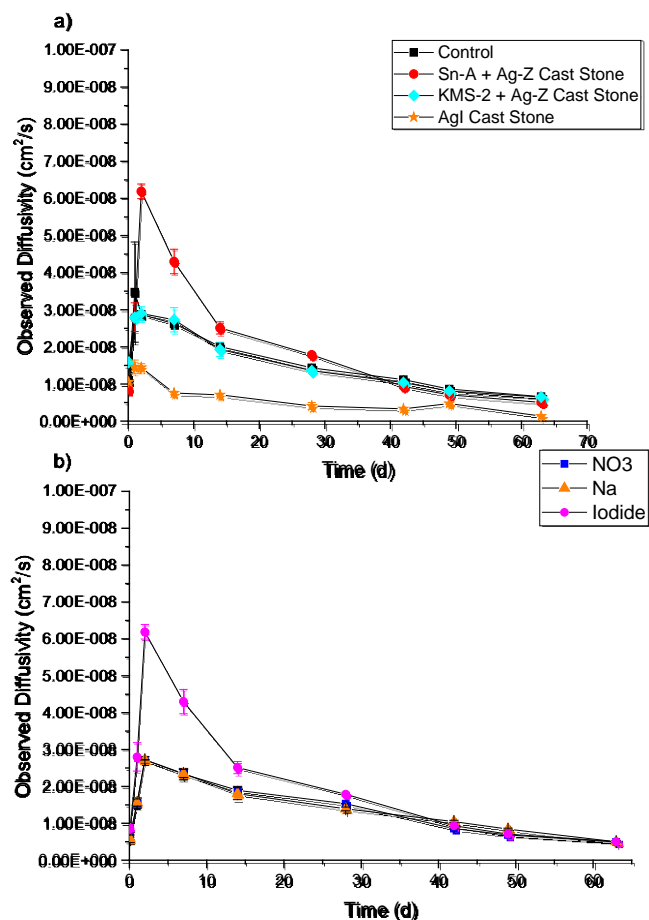 a)
Control
Sn-A + Ag-Z Cast Stone
KMS-2 + Ag-Z Cast Stone
AgI Cast Stone
1.00E-007
9.00E-008
8.00E-008
7.00E-008
6.00E-008
5.00E-008
4.00E-008
3.00E-008
2.00E-008
1.00E-008
0.00E+000
Observed Diffusivity (cm²/s)
0 10 20 30 40 50 60 70
Time (d)
b)
NO3
Na
Iodide
1.00E-007
9.00E-008
8.00E-008
7.00E-008
6.00E-008
5.00E-008
4.00E-008
3.00E-008
2.00E-008
1.00E-008
0.00E+000
Observed Diffusivity (cm²/s)
0 10 20 30 40 50 60
Time (d)